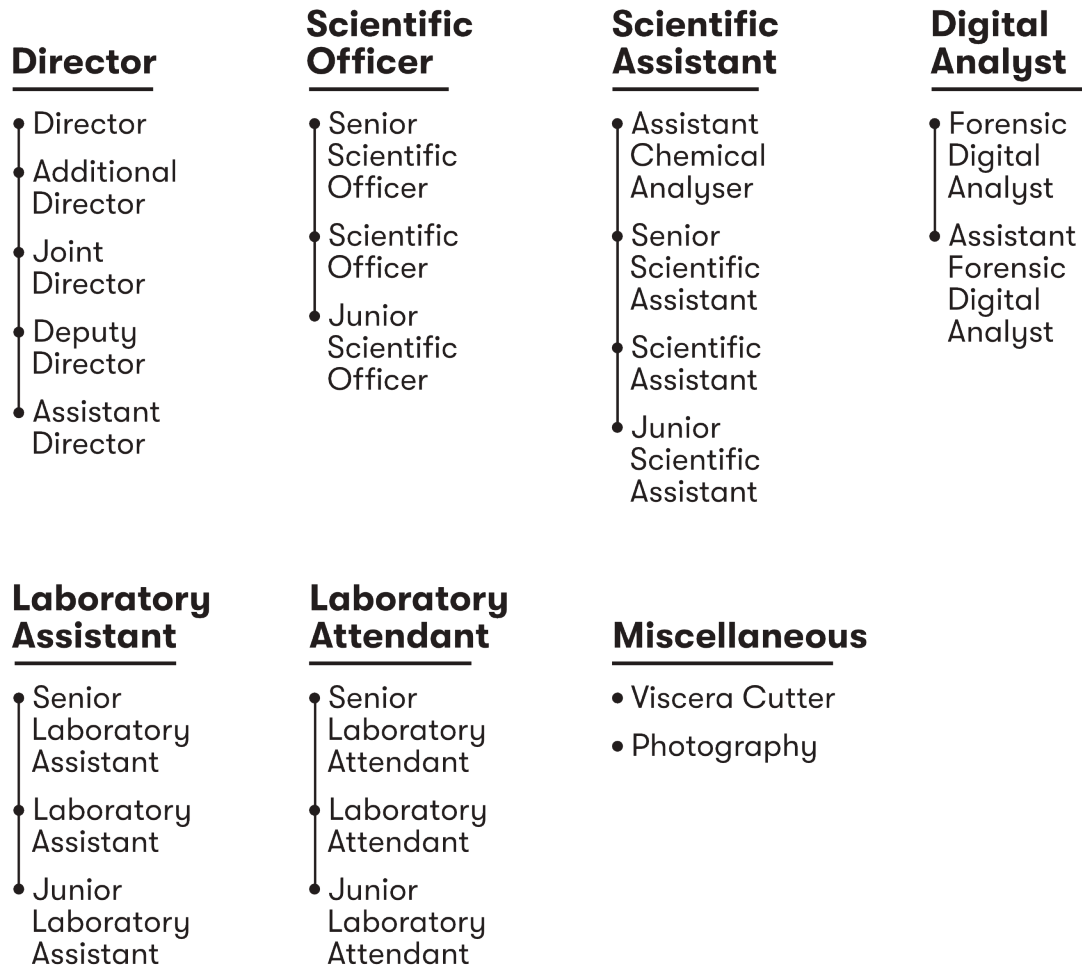 Director
Director
Additional
Director
Joint
Director
Deputy
Director
Assistant
Director
Scientific
Officer
Senior
Scientific
Officer
Scientific
Officer
Junior
Scientific
Officer
Scientific
Assistant
Assistant
Chemical
Analyser
Senior
Scientific
Assistant
Scientific
Assistant
Junior
Scientific
Assistant
Digital
Analyst
Forensic
Digital
Analyst
Assistant
Forensic
Digital
Analyst
Laboratory
Assistant
Senior
Laboratory
Assistant
Laboratory
Assistant
Junior
Laboratory
Assistant
Laboratory
Attendant
Senior
Laboratory
Attendant
Laboratory
Attendant
Junior
Laboratory
Attendant
Miscellaneous
Viscera Cutter
Photography